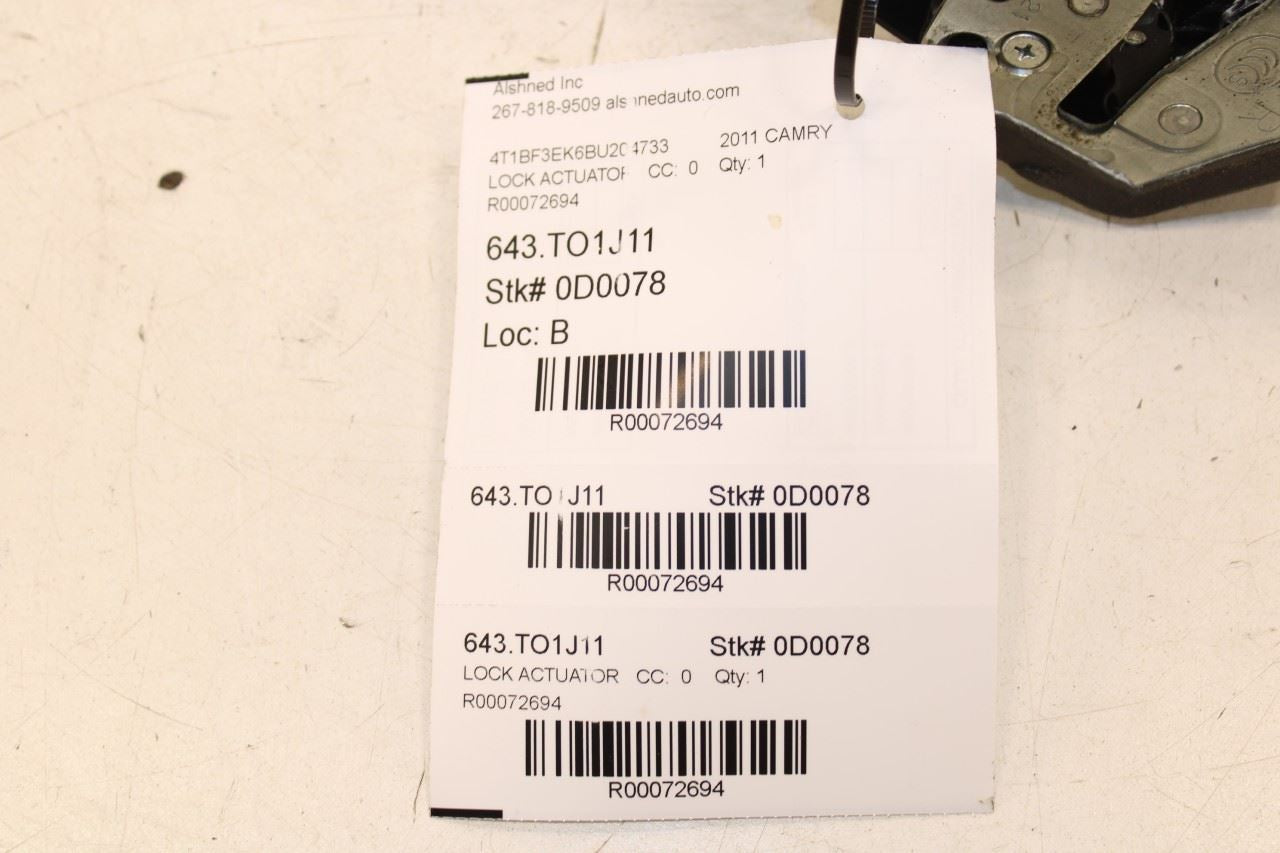 Alshned Inc
267-818-9509 alshnedauto.com
4T1BF3EK6BU204733 2011 CAMRY
LOCK ACTUATOR CC: 0 Qty: 1
R00072694
643.TO1J11
Stk# 0D0078
Loc: B
R00072694
643.TO1J11 Stk# 0D0078
R00072694
643.TO1J11 Stk# 0D0078
LOCK ACTUATOR CC: 0 Qty: 1
R00072694
R00072694